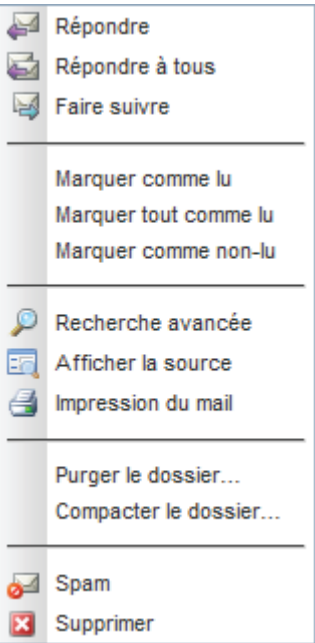 Répondre
Répondre à tous
Faire suivre
Marquer comme lu
Marquer tout comme lu
Marquer comme non-lu
Recherche avancée
Afficher la source
Impression du mail
Purger le dossier...
Compacter le dossier...
Spam
Supprimer